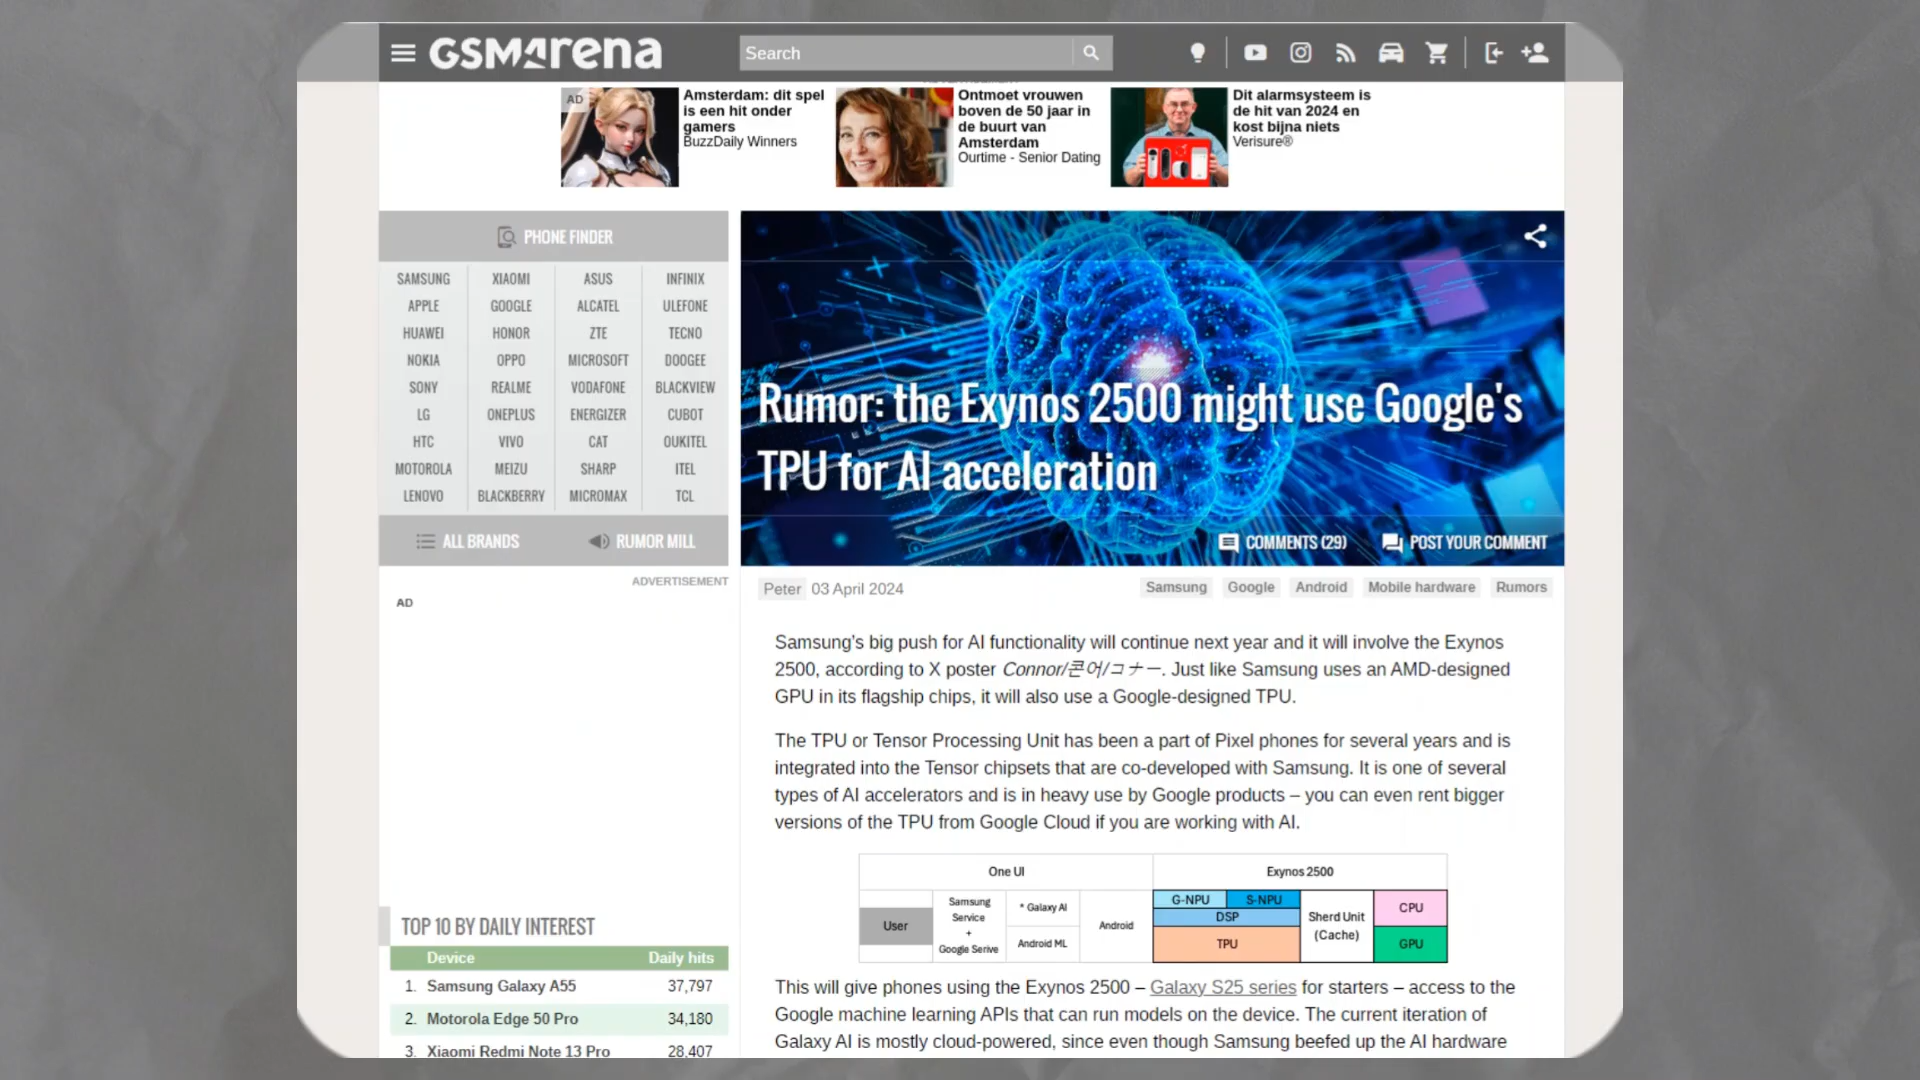 GSMarena
Search
AD
Amsterdam: dit spel
is een hit onder
gamers
BuzzDaily Winners
Ontmoet vrouwen
boven de 50 jaar in
de buurt van
Amsterdam
Ourtime - Senior Dating
Dit alarmsysteem is
de hit van 2024 en
kost bijna niets
Verisure®
PHONE FINDER
SAMSUNG XIAOMI ASUS INFINIX
APPLE GOOGLE ALCATEL ULEFONE
HUAWEI HONOR ZTE TECNO
NOKIA OPPO MICROSOFT DOOGEE
SONY REALME VODAFONE BLACKVIEW
LG ONEPLUS ENERGIZER CUBOT
HTC VIVO CAT OUKITEL
MOTOROLA MEIZU SHARP ITEL
LENOVO BLACKBERRY MICROMAX TCL
ALL BRANDS RUMOR MILL
ADVERTISEMENT
AD
TOP 10 BY DAILY INTEREST
Device Daily hits
1. Samsung Galaxy A55 37,797
2. Motorola Edge 50 Pro 34,180
3. Xiaomi Redmi Note 13 Pro 28,407
Rumor: the Exynos 2500 might use Google's
TPU for AI acceleration
COMMENTS (29) POST YOUR COMMENT
Peter 03 April 2024 Samsung Google Android Mobile hardware Rumors
Samsung's big push for AI functionality will continue next year and it will involve the Exynos
2500, according to X poster Connor/콘어/コナー. Just like Samsung uses an AMD-designed
GPU in its flagship chips, it will also use a Google-designed TPU.
The TPU or Tensor Processing Unit has been a part of Pixel phones for several years and is
integrated into the Tensor chipsets that are co-developed with Samsung. It is one of several
types of AI accelerators and is in heavy use by Google products – you can even rent bigger
versions of the TPU from Google Cloud if you are working with AI.
One UI Exynos 2500
User
Samsung
Service
+
Google Serive
* Galaxy AI
Android ML
Android
G-NPU S-NPU
DSP
TPU
Sherd Unit
(Cache)
CPU
GPU
This will give phones using the Exynos 2500 – Galaxy S25 series for starters – access to the
Google machine learning APIs that can run models on the device. The current iteration of
Galaxy AI is mostly cloud-powered, since even though Samsung beefed up the AI hardware